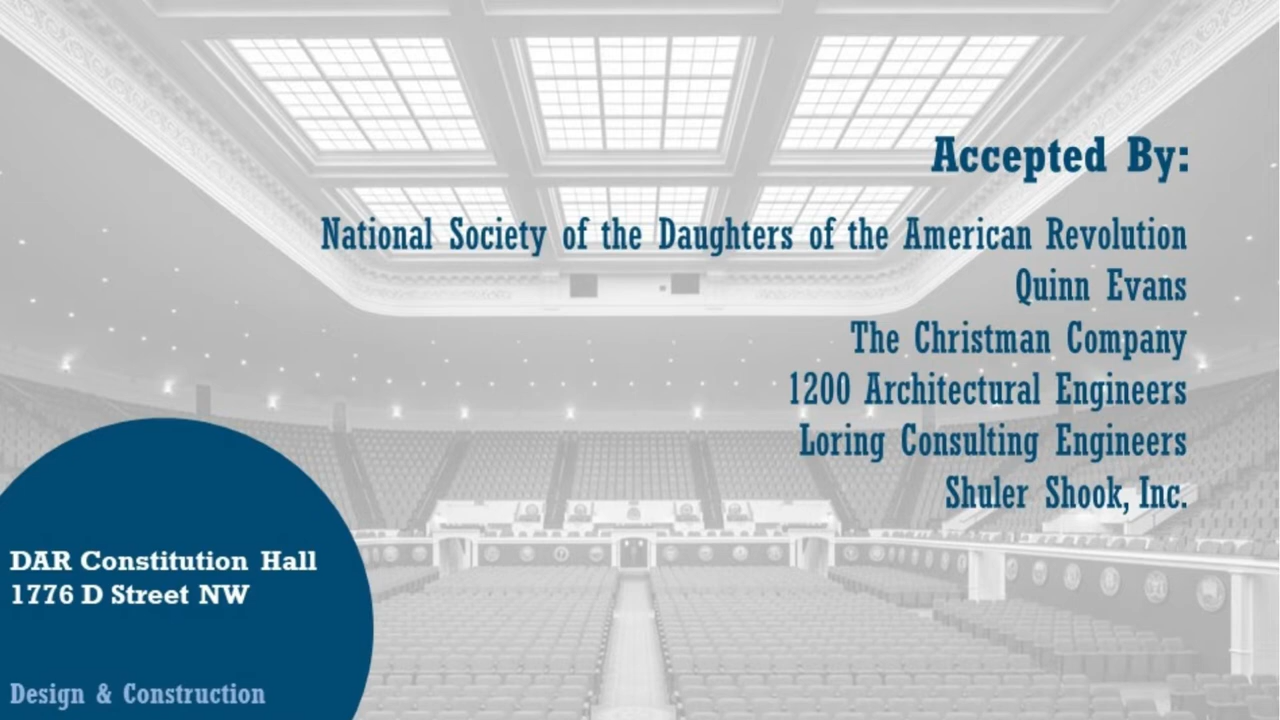 Accepted By:
National Society of the Daughters of the American Revolution
Quinn Evans
The Christman Company
1200 Architectural Engineers
Loring Consulting Engineers
Shuler Shook, Inc.
DAR Constitution Hall
1776 D Street NW
Design & Construction